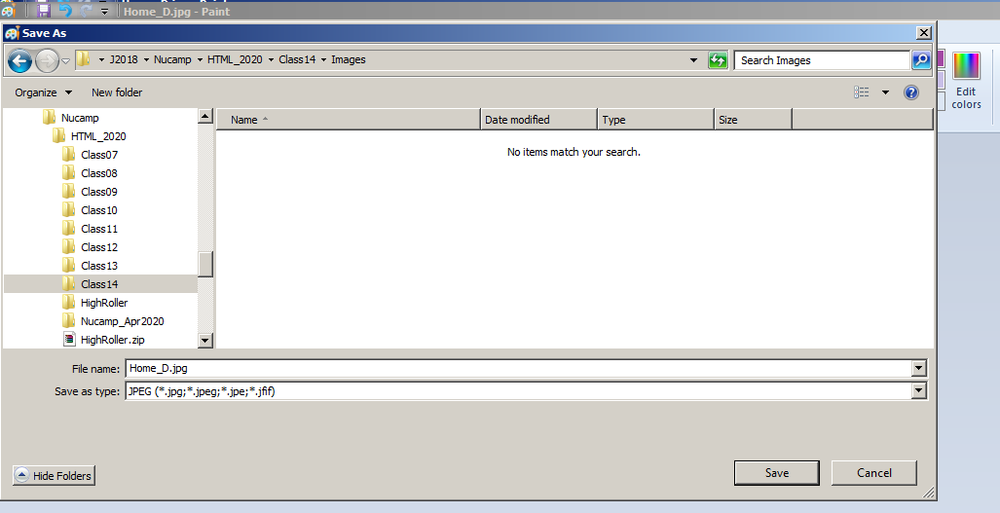 Home_D.jpg - Paint
Save As
J2018 Nucamp HTML_2020 Class14 Images
Search Images
Organize New folder
Edit colors
Nucamp
HTML_2020
Class07
Class08
Class09
Class10
Class11
Class12
Class13
Class14
HighRoller
Nucamp_Apr2020
HighRoller.zip
Name Date modified Type Size
No items match your search.
File name: Home_D.jpg
Save as type: JPEG (*.jpg;*.jpeg;*.jpe;*.jfif)
Hide Folders
Save Cancel